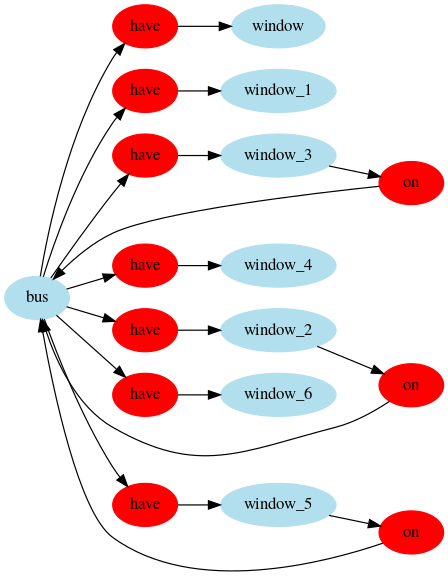 have window
have window_1
have window_3
on
have window_4
bus
have window_2
on
have window_6
have window_5
on